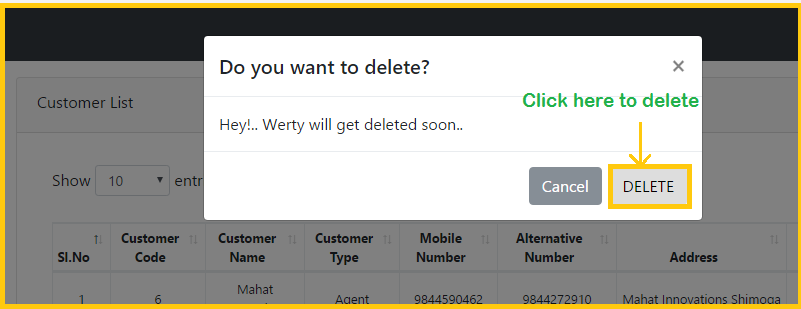 Do you want to delete? ×
Customer List
Click here to delete
Hey!.. Werty will get deleted soon..
Show 10 entr
Cancel DELETE
Sl.No Customer Code Customer Name Customer Type Mobile Number Alternative Number Address
1 6 Mahat Agent 9844590462 9844272910 Mahat Innovations Shimoga